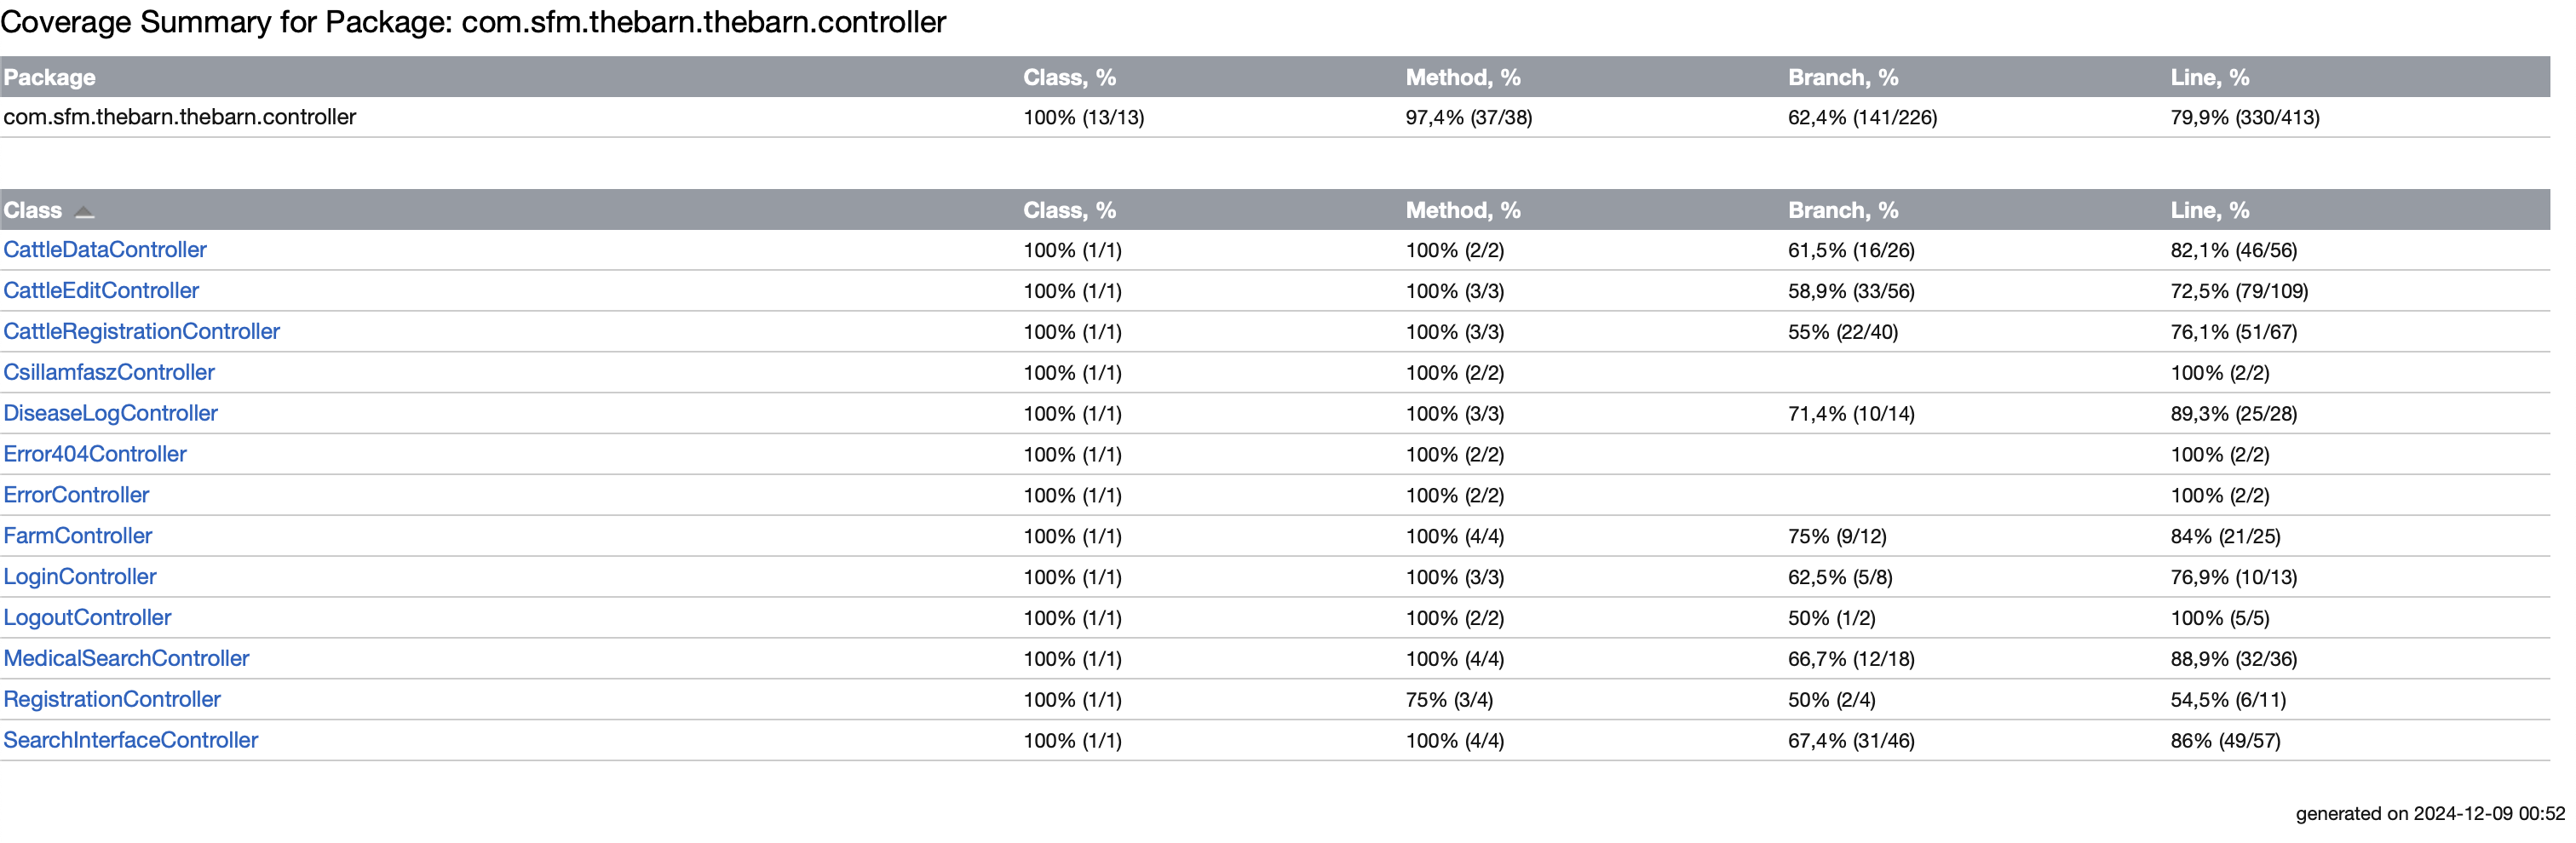 Coverage Summary for Package: com.sfm.thebarn.thebarn.controller
Package Class, % Method, % Branch, % Line, %
com.sfm.thebarn.thebarn.controller 100% (13/13) 97,4% (37/38) 62,4% (141/226) 79,9% (330/413)
Class Class, % Method, % Branch, % Line, %
CattleDataController 100% (1/1) 100% (2/2) 61,5% (16/26) 82,1% (46/56)
CattleEditController 100% (1/1) 100% (3/3) 58,9% (33/56) 72,5% (79/109)
CattleRegistrationController 100% (1/1) 100% (3/3) 55% (22/40) 76,1% (51/67)
CsillamfaszController 100% (1/1) 100% (2/2) 100% (2/2)
DiseaseLogController 100% (1/1) 100% (3/3) 71,4% (10/14) 89,3% (25/28)
Error404Controller 100% (1/1) 100% (2/2) 100% (2/2)
ErrorController 100% (1/1) 100% (2/2) 100% (2/2)
FarmController 100% (1/1) 100% (4/4) 75% (9/12) 84% (21/25)
LoginController 100% (1/1) 100% (3/3) 62,5% (5/8) 76,9% (10/13)
LogoutController 100% (1/1) 100% (2/2) 50% (1/2) 100% (5/5)
MedicalSearchController 100% (1/1) 100% (4/4) 66,7% (12/18) 88,9% (32/36)
RegistrationController 100% (1/1) 75% (3/4) 50% (2/4) 54,5% (6/11)
SearchInterfaceController 100% (1/1) 100% (4/4) 67,4% (31/46) 86% (49/57)
generated on 2024-12-09 00:52